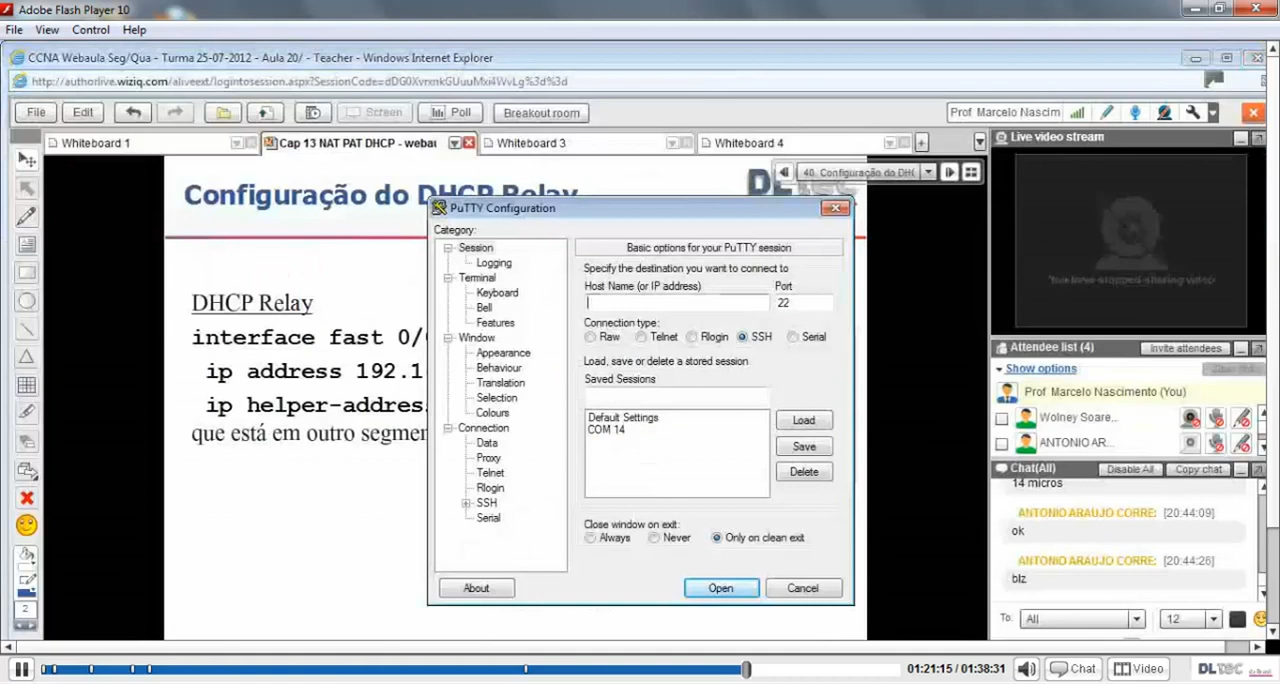 Adobe Flash Player 10
File View Control Help
CCNA Webaula Seg/Qua - Turma 25-07-2012 - Aula 20/ - Teacher - Windows Internet Explorer
File Edit Screen Poll Breakout room Prof Marcelo Nascim
Whiteboard 1 Cap 13 NAT PAT DHCP - webau Whiteboard 3 Whiteboard 4
Live video stream
Configuração do DHCP Relay
40. Configuração do DH
DHCP Relay
interface fast 0/
ip address 192.1
ip helper-addres
que está em outro segmen
PuTTY Configuration
Category:
Session
Logging
Terminal
Keyboard
Bell
Features
Window
Appearance
Behaviour
Translation
Selection
Colours
Connection
Data
Proxy
Telnet
Rlogin
SSH
Serial
Basic options for your PuTTY session
Specify the destination you want to connect to
Host Name (or IP address) Port
22
Connection type:
Raw Telnet Rlogin SSH Serial
Load, save or delete a stored session
Saved Sessions
Default Settings
COM 14
Load
Save
Delete
Close window on exit:
Always Never Only on clean exit
About Open Cancel
Attendee list (4) Invite attendees
Show options
Prof Marcelo Nascimento (You)
Wolney Soare...
ANTONIO AR...
Chat(All) Disable All Copy chat
14 micros
ANTONIO ARAUJO CORRE: [20:44:09]
ok
ANTONIO ARAUJO CORRE: [20:44:26]
blz
To: All 12
2
01:21:15 / 01:38:31 Chat Video DLTEC